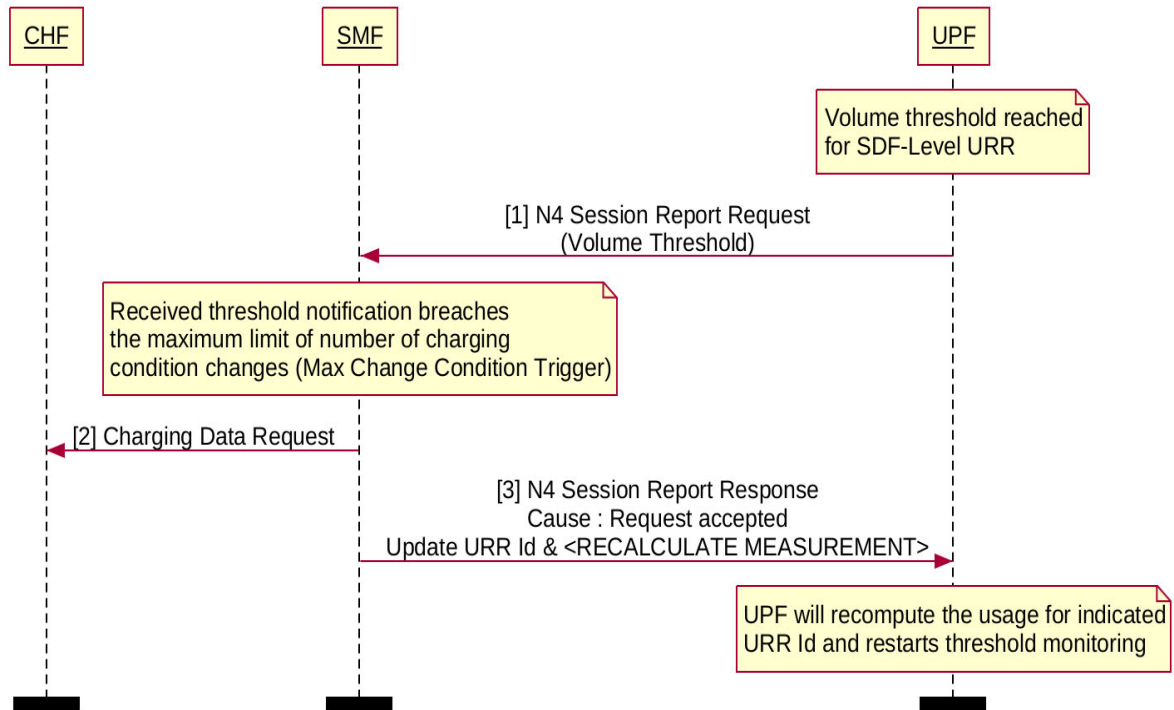 CHF
SMF
UPF
Volume threshold reached
for SDF-Level URR
[1] N4 Session Report Request
(Volume Threshold)
Received threshold notification breaches
the maximum limit of number of charging
condition changes (Max Change Condition Trigger)
[2] Charging Data Request
[3] N4 Session Report Response
Cause : Request accepted
Update URR Id & <RECALCULATE MEASUREMENT>
UPF will recompute the usage for indicated
URR Id and restarts threshold monitoring